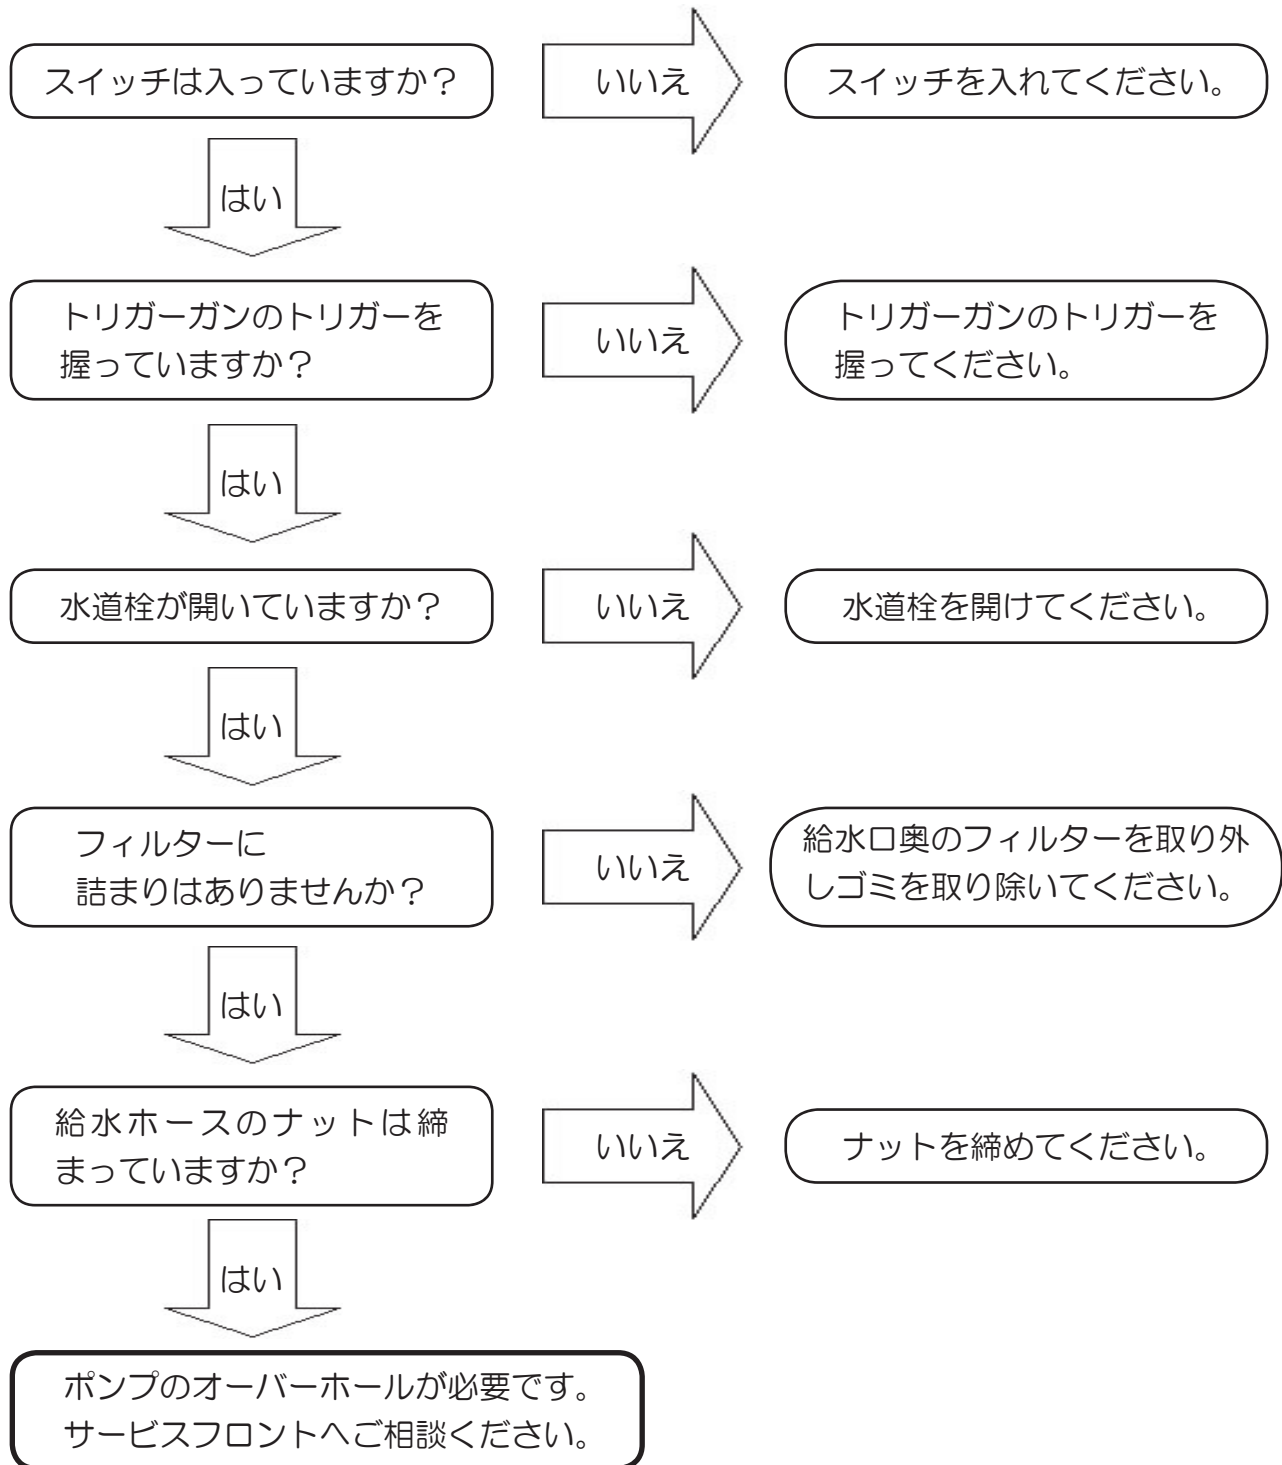 スイッチは入っていますか？
いいえ
スイッチを入れてください。
はい
トリガーガンのトリガーを
握っていますか？
いいえ
トリガーガンのトリガーを
握ってください。
はい
水道栓が開いていますか？
いいえ
水道栓を開けてください。
はい
フィルターに
詰まりはありませんか？
いいえ
給水口奥のフィルターを取り外
しゴミを取り除いてください。
はい
給水ホースのナットは締
まっていますか？
いいえ
ナットを締めてください。
はい
ポンプのオーバーホールが必要です。
サービスフロントへご相談ください。